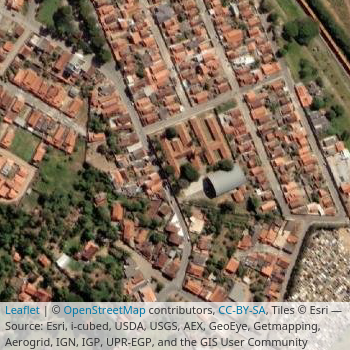 Leaflet | © OpenStreetMap contributors, CC-BY-SA, Tiles © Esri —
Source: Esri, i-cubed, USDA, USGS, AEX, GeoEye, Getmapping,
Aerogrid, IGN, IGP, UPR-EGP, and the GIS User Community